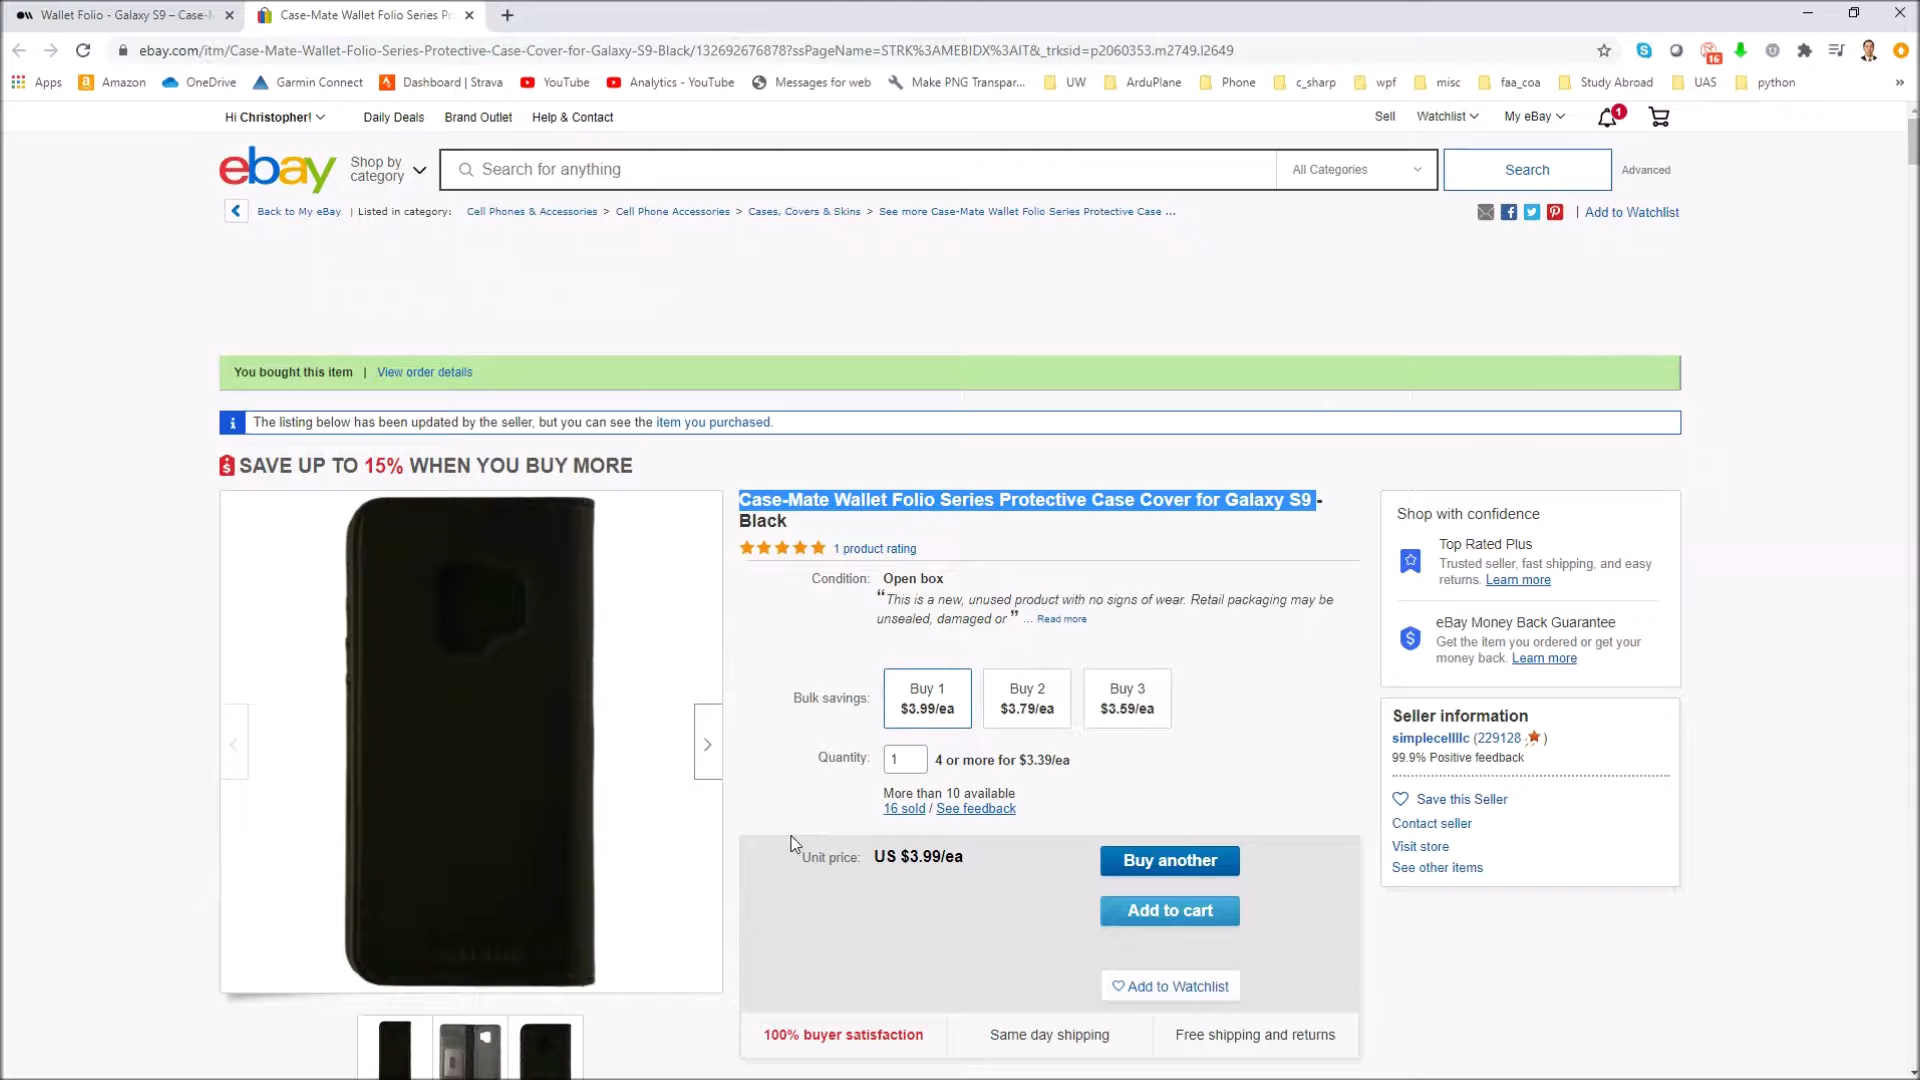 Wallet Folio - Galaxy S9 – Case-M
Case-Mate Wallet Folio Series Pr
ebay.com/itm/Case-Mate-Wallet-Folio-Series-Protective-Case-Cover-for-Galaxy-S9-Black/132692676878?ssPageName=STRK%3AMEBIDX%3AIT&_trksid=p2060353.m2749.l2649
16
Apps Amazon OneDrive Garmin Connect Dashboard | Strava YouTube Analytics - YouTube Messages for web Make PNG Transpar... UW ArduPlane Phone c_sharp wpf misc faa_coa Study Abroad UAS python »
Hi Christopher! Daily Deals Brand Outlet Help & Contact Sell Watchlist My eBay 1
ebay Shop by category Search for anything All Categories Search Advanced
Back to My eBay | Listed in category: Cell Phones & Accessories > Cell Phone Accessories > Cases, Covers & Skins > See more Case-Mate Wallet Folio Series Protective Case ... | Add to Watchlist
You bought this item | View order details
i The listing below has been updated by the seller, but you can see the item you purchased.
$ SAVE UP TO 15% WHEN YOU BUY MORE
Case-Mate Wallet Folio Series Protective Case Cover for Galaxy S9 -
Black
1 product rating
Condition: Open box
“This is a new, unused product with no signs of wear. Retail packaging may be
unsealed, damaged or ” ... Read more
Bulk savings:
Buy 1
$3.99/ea
Buy 2
$3.79/ea
Buy 3
$3.59/ea
Quantity: 1 4 or more for $3.39/ea
More than 10 available
16 sold / See feedback
Unit price: US $3.99/ea
Buy another
Add to cart
Add to Watchlist
100% buyer satisfaction Same day shipping Free shipping and returns
Shop with confidence
Top Rated Plus
Trusted seller, fast shipping, and easy
returns. Learn more
eBay Money Back Guarantee
Get the item you ordered or get your
money back. Learn more
Seller information
simplecellllc (229128 )
99.9% Positive feedback
Save this Seller
Contact seller
Visit store
See other items